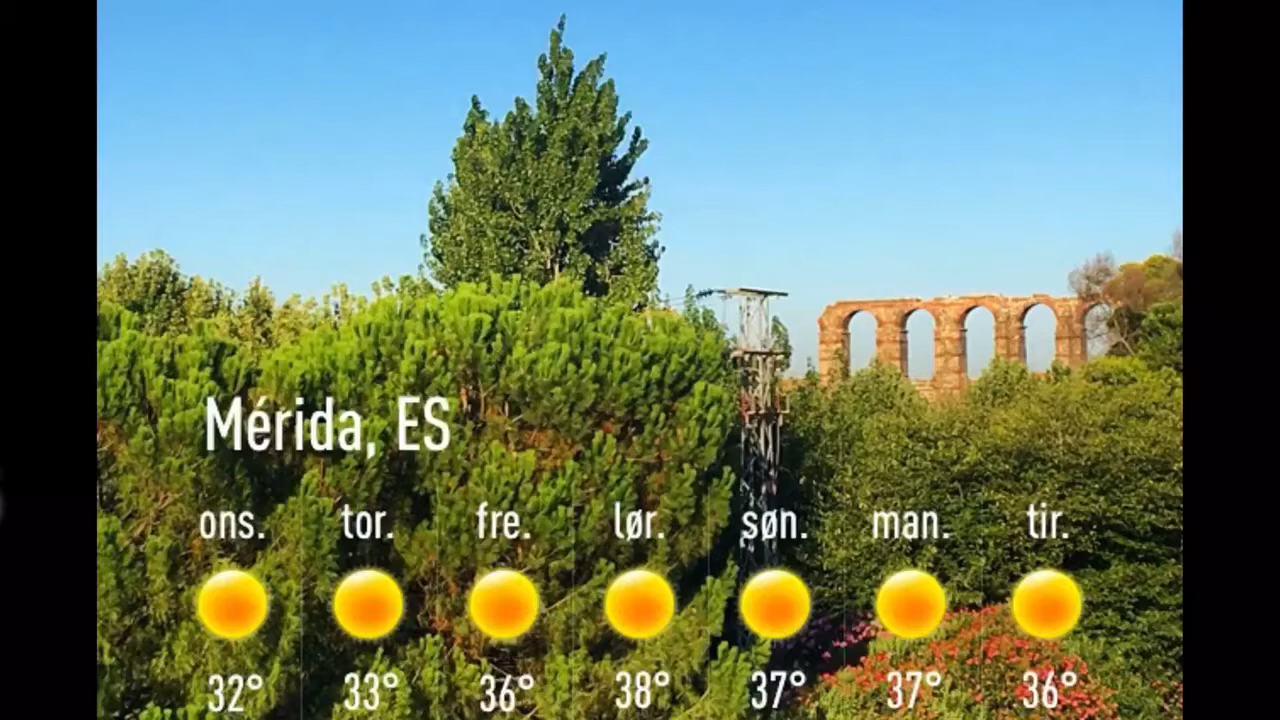 Mérida, ES
ons. tor. fre. lør. søn. man. tir.
32° 33° 36° 38° 37° 37° 36°